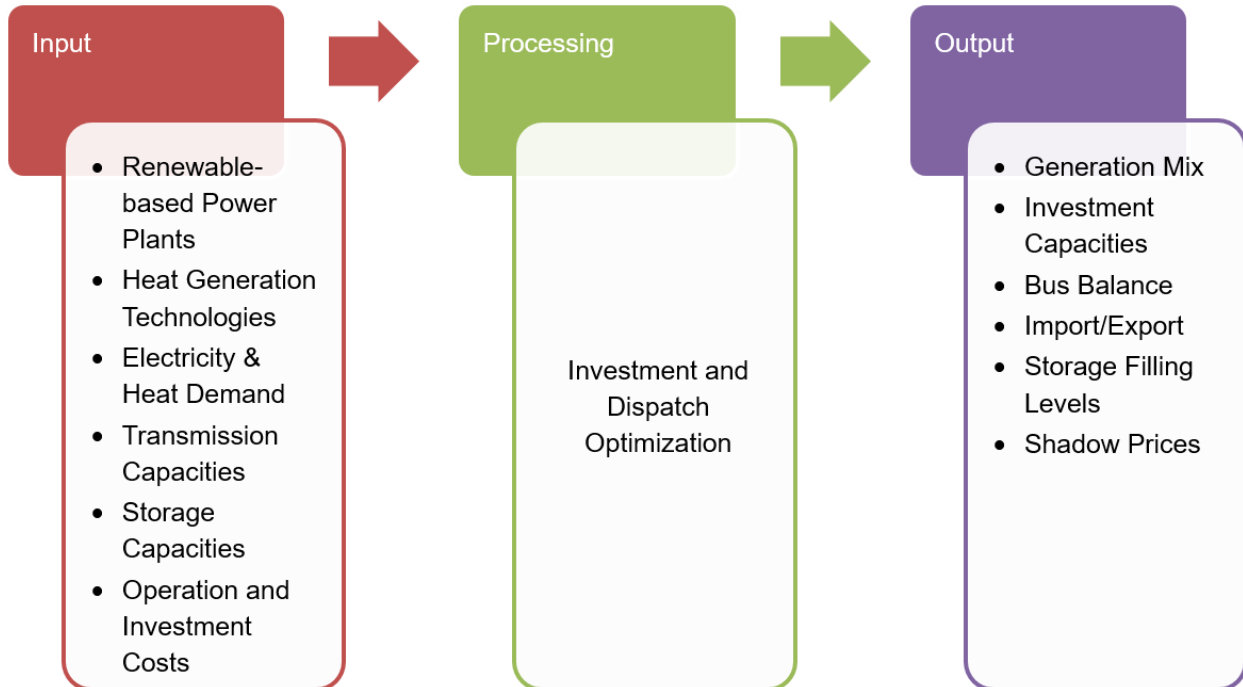 Input
• Renewable-
based Power
Plants
• Heat Generation
Technologies
• Electricity &
Heat Demand
• Transmission
Capacities
• Storage
Capacities
• Operation and
Investment
Costs
Processing
Investment and
Dispatch
Optimization
Output
• Generation Mix
• Investment
Capacities
• Bus Balance
• Import/Export
• Storage Filling
Levels
• Shadow Prices